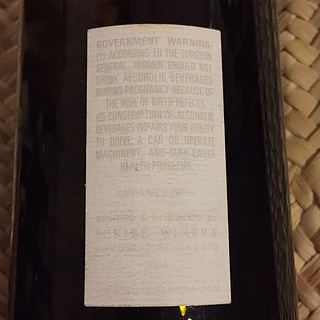 GOVERNMENT WARNING:
(1) ACCORDING TO THE SURGEON
GENERAL, WOMEN SHOULD NOT
DRINK ALCOHOLIC BEVERAGES
DURING PREGNANCY BECAUSE OF
THE RISK OF BIRTH DEFECTS.
(2) CONSUMPTION OF ALCOHOLIC
BEVERAGES IMPAIRS YOUR ABILITY
TO DRIVE A CAR OR OPERATE
MACHINERY, AND MAY CAUSE
HEALTH PROBLEMS.
CONTAINS SULFITES
SCRIBE WINERY